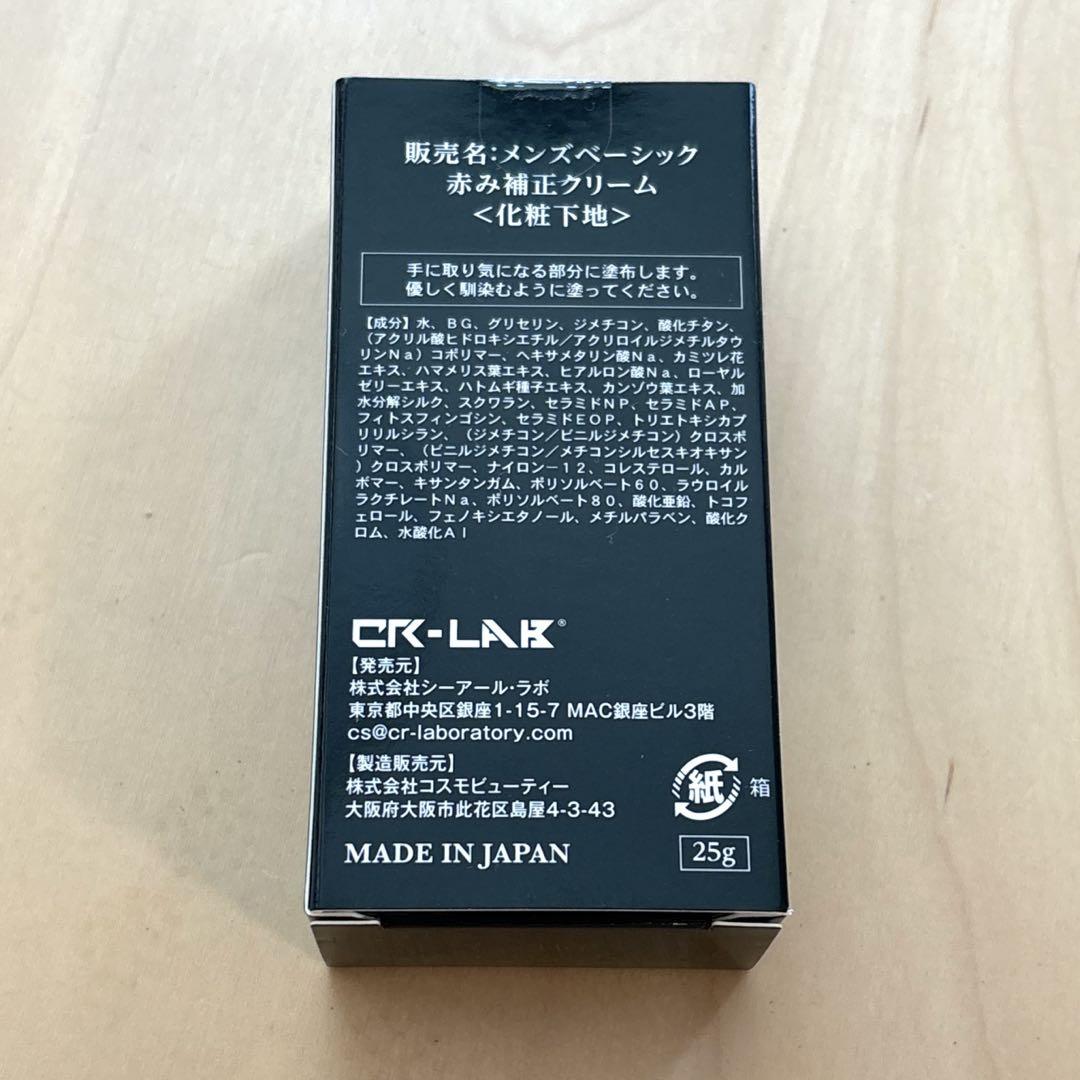 販売名:メンズベーシック
赤み補正クリーム
<化粧下地>
手に取り気になる部分に塗布します。
優しく馴染むように塗ってください。
【成分】水、BG、グリセリン、ジメチコン、酸化チタン、
(アクリル酸ヒドロキシエチル/アクリロイルジメチルタウ
リンNa)コポリマー、ヘキサメタリン酸Na、カミツレ花
エキス、ハマメリス葉エキス、ヒアルロン酸Na、ローヤル
ゼリーエキス、ハトムギ種子エキス、カンゾウ葉エキス、加
水分解シルク、スクワラン、セラミドNP、セラミドAP、
フィトスフィンゴシン、セラミドEOP、トリエトキシカプ
リリルシラン、(ジメチコン/ビニルジメチコン)クロスポ
リマー、(ビニルジメチコン/メチコンシルセスキオキサン
)クロスポリマー、ナイロン-12、コレステロール、カル
ボマー、キサンタンガム、ポリソルベート60、ラウロイル
ラクチレートNa、ポリソルベート80、酸化亜鉛、トコフ
ェロール、フェノキシエタノール、メチルパラベン、酸化ク
ロム、水酸化Al
CR-LAB®
【発売元】
株式会社シーアール・ラボ
東京都中央区銀座1-15-7 MAC銀座ビル3階
cs@cr-laboratory.com
【製造販売元】
株式会社コスモビューティー
大阪府大阪市此花区島屋4-3-43
紙 箱
MADE IN JAPAN
25g